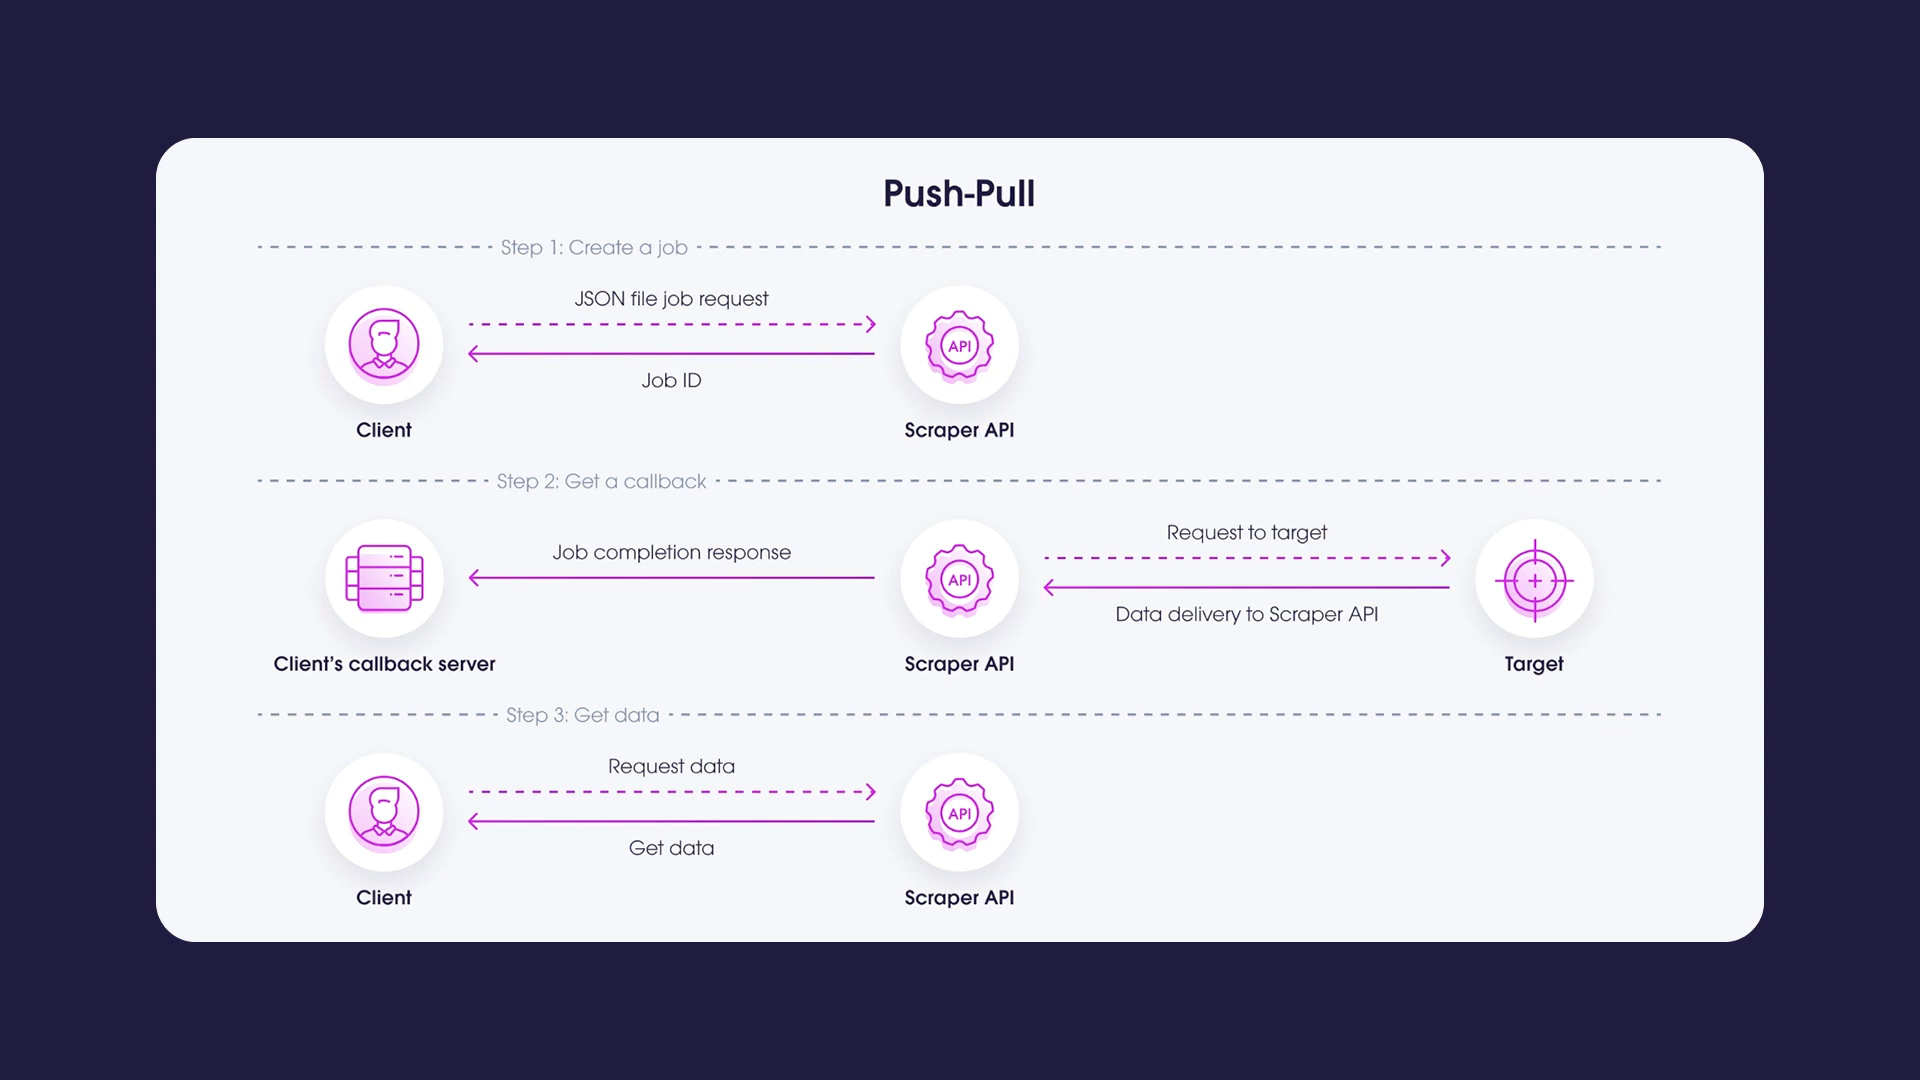 Push-Pull
Step 1: Create a job
JSON file job request
API
Job ID
Client
Scraper API
Step 2: Get a callback
Request to target
Job completion response
API
Data delivery to Scraper API
Client’s callback server
Scraper API
Target
Step 3: Get data
Request data
API
Get data
Client
Scraper API